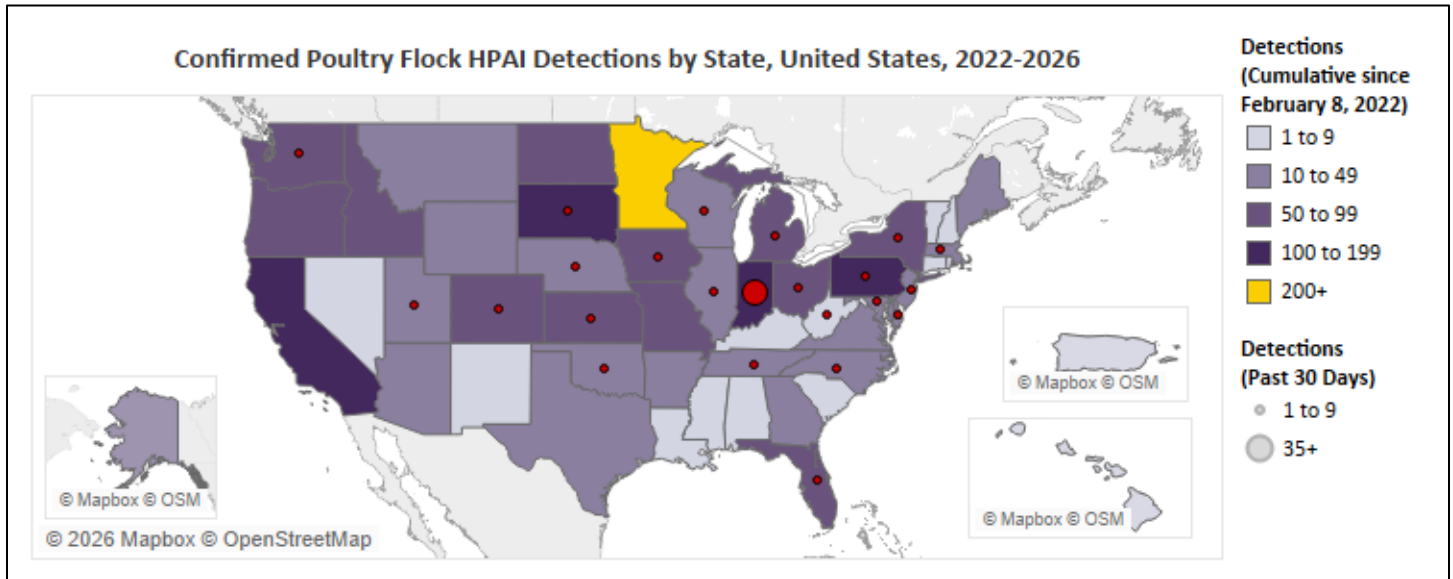 Confirmed Poultry Flock HPAI Detections by State, United States, 2022-2026
Detections
(Cumulative since
February 8, 2022)
1 to 9
10 to 49
50 to 99
100 to 199
200+
Detections
(Past 30 Days)
1 to 9
35+
© Mapbox © OSM
© Mapbox © OSM
© Mapbox © OSM
© 2026 Mapbox © OpenStreetMap